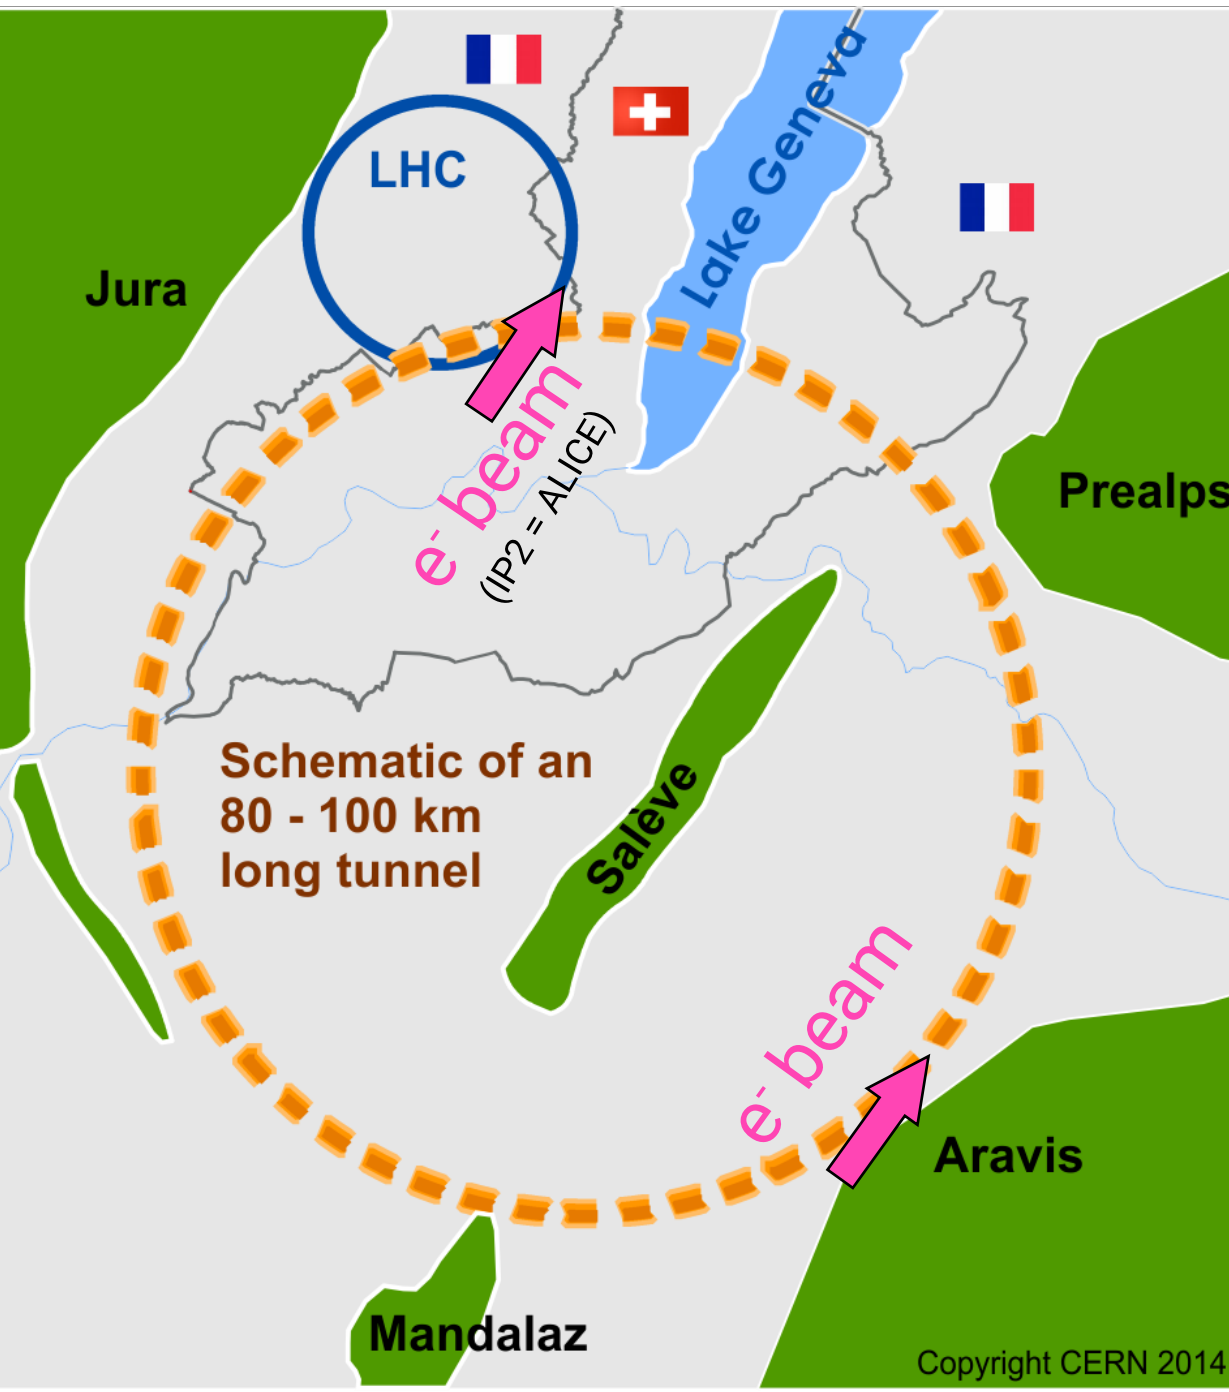 LHC
Lake Geneva
Jura
Prealps
e- beam
(IP2 = ALICE)
Schematic of an
80 - 100 km
long tunnel
Salève
e- beam
Aravis
Mandalaz
Copyright CERN 2014